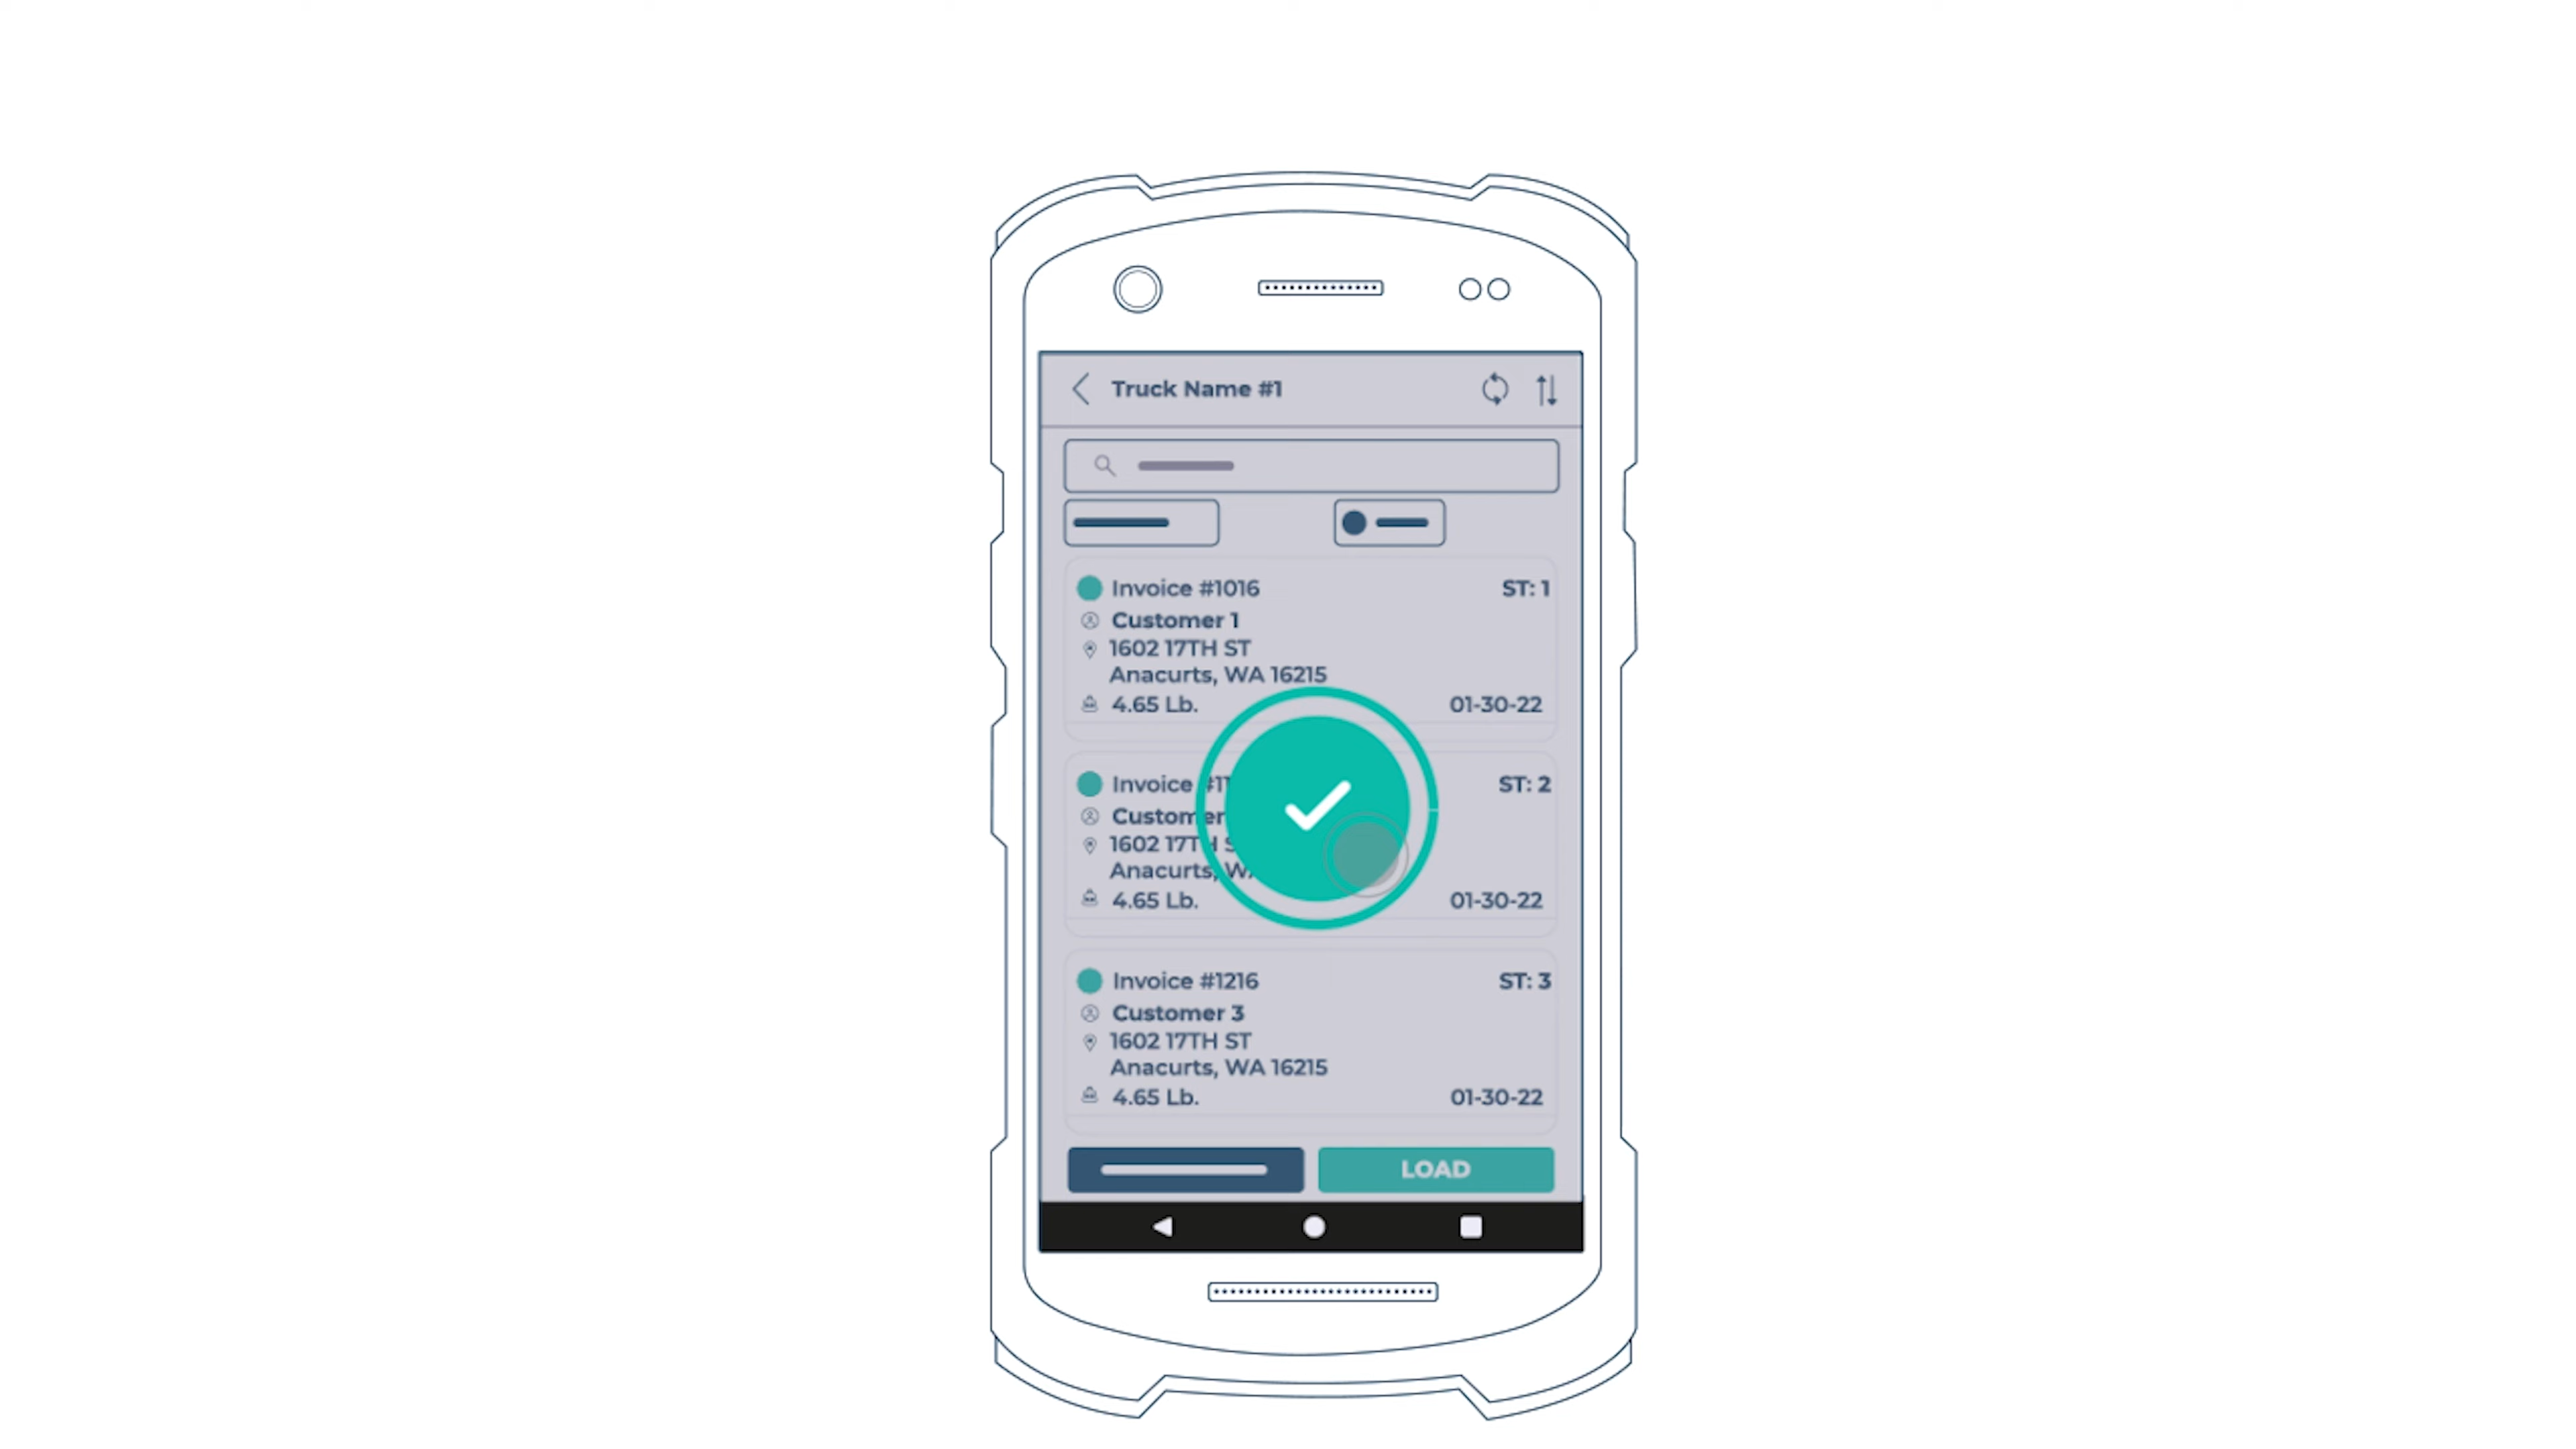 Truck Name #1
Invoice #1016 ST: 1
Customer 1
1602 17TH ST
Anacurts, WA 16215
4.65 Lb. 01-30-22
Invoice ST: 2
Customer
1602 17TH
Anacurts,
4.65 Lb. 01-30-22
Invoice #1216 ST: 3
Customer 3
1602 17TH ST
Anacurts, WA 16215
4.65 Lb. 01-30-22
LOAD